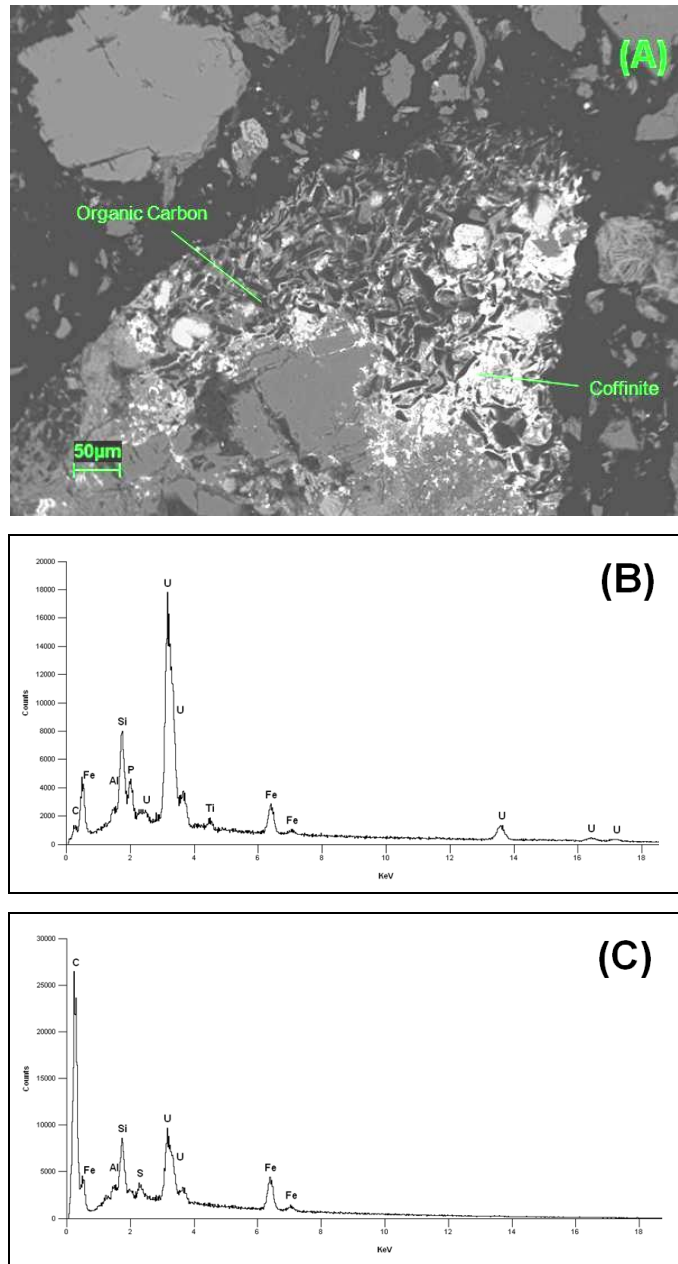 (A)
Organic Carbon
Coffinite
50µm
(B)
20000
18000
16000
14000
12000
10000
8000
6000
4000
2000
0
Counts
C
Fe
Al
Si
P
U
U
U
Ti
Fe
Fe
U
U
U
0 2 4 6 8 10 12 14 16 18
KeV
(C)
30000
25000
20000
15000
10000
5000
0
Counts
C
Fe
Al
Si
S
U
U
Fe
Fe
0 2 4 6 8 10 12 14 16 18
KeV